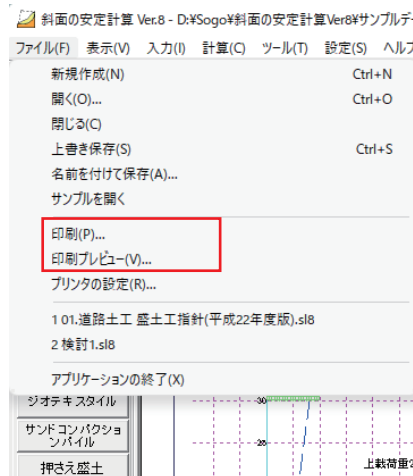 斜面の安定計算 Ver.8 - D:¥Sogo¥斜面の安定計算Ver8¥サンプルデ
ファイル(F) 表示(V) 入力(I) 計算(C) ツール(T) 設定(S) ヘルプ
新規作成(N) Ctrl+N
開く(O)... Ctrl+O
閉じる(C)
上書き保存(S) Ctrl+S
名前を付けて保存(A)...
サンプルを開く
印刷(P)...
印刷プレビュー(V)...
プリンタの設定(R)...
1 01.道路土工 盛土工指針(平成22年度版).sl8
2 検討1.sl8
アプリケーションの終了(X)
ジオテキスタイル
30
サンドコンパクショ
ンパイル
25
押さえ盛土
上載荷重